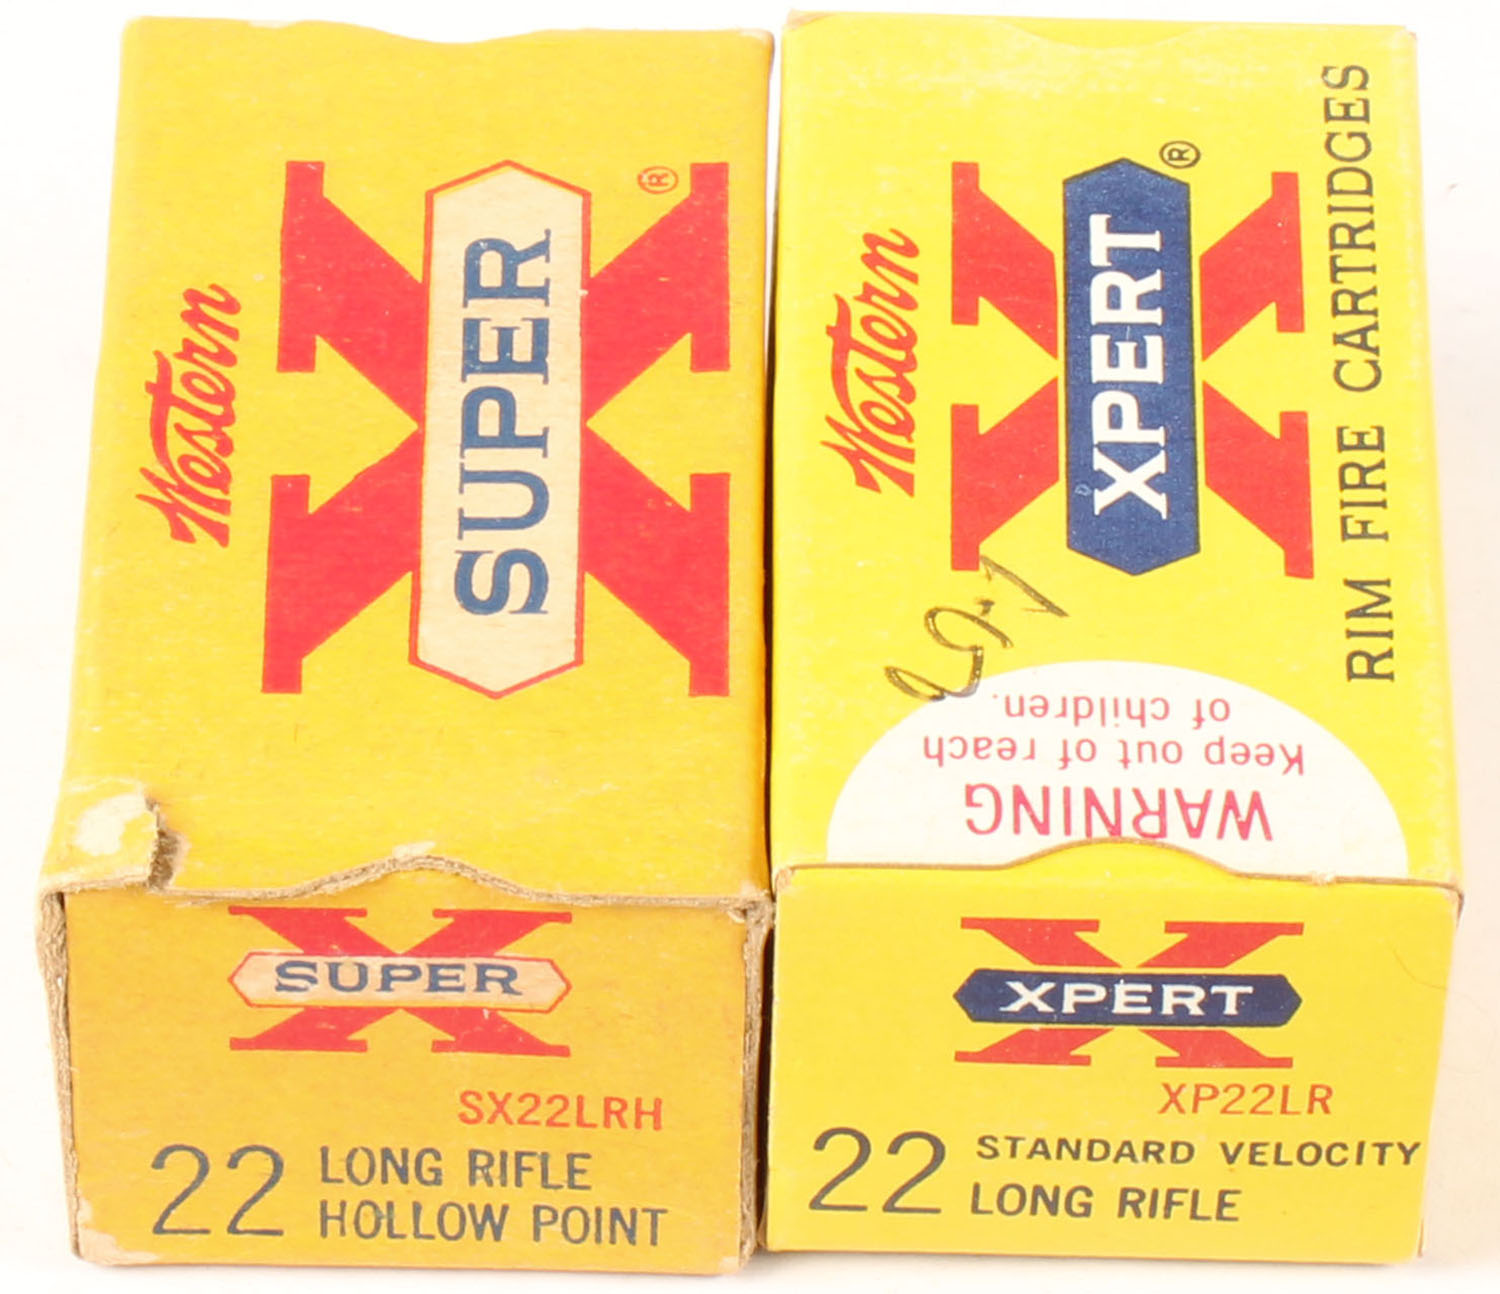 Western
SUPER X
®
SUPER X
SX22LRH
22 LONG RIFLE
HOLLOW POINT
Western
XPERT X
®
RIM FIRE CARTRIDGES
WARNING
Keep out of reach
of children.
XPERT X
XP22LR
22 STANDARD VELOCITY
LONG RIFLE